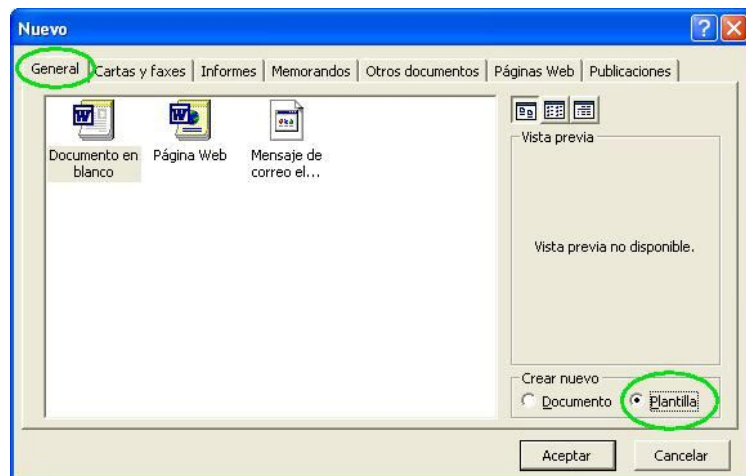 Nuevo
General Cartas y faxes Informes Memorandos Otros documentos Páginas Web Publicaciones
Documento en blanco
Página Web
Mensaje de correo el...
Vista previa
Vista previa no disponible.
Crear nuevo
Documento Plantilla
Aceptar Cancelar